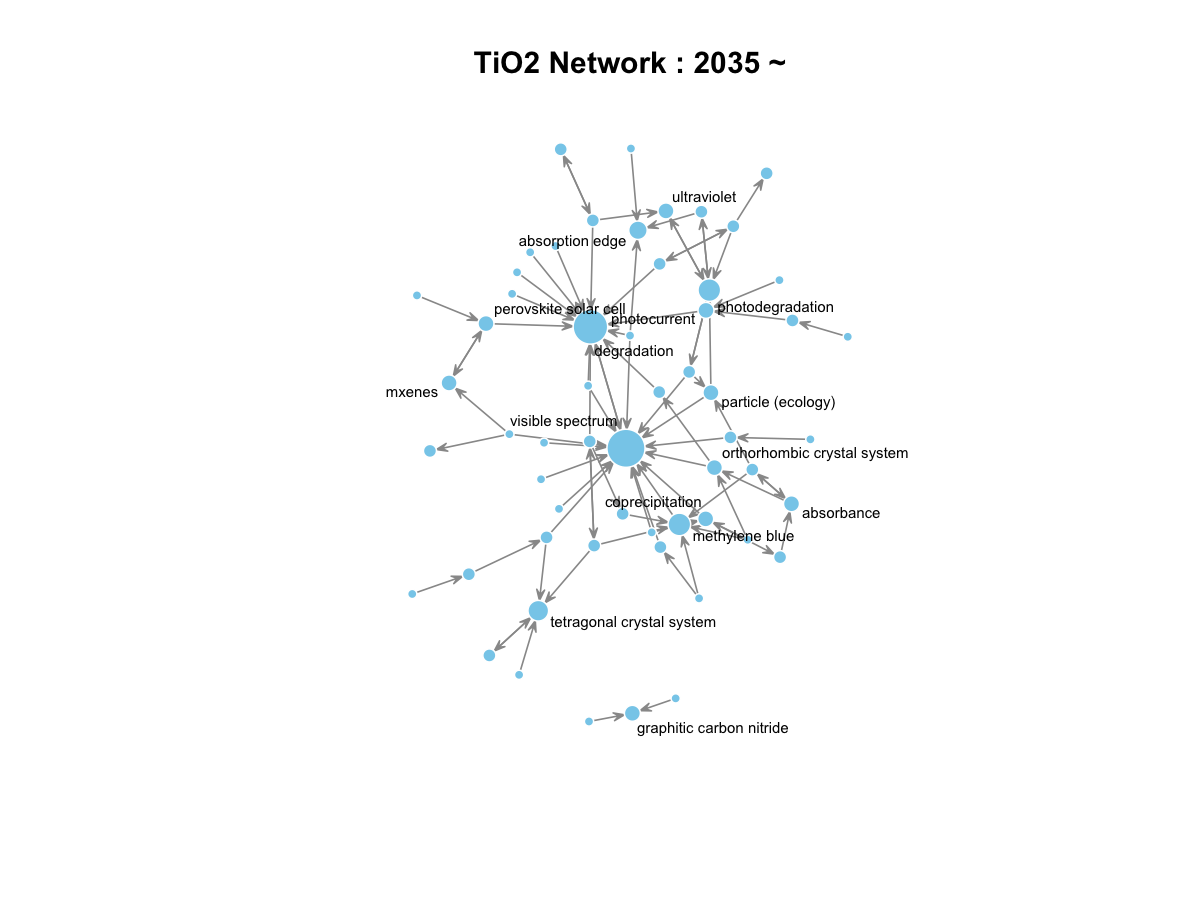 TiO2 Network : 2035 ~
ultraviolet
absorption edge
perovskite solar cell
photodegradation
photocurrent
degradation
mxenes
particle (ecology)
visible spectrum
orthorhombic crystal system
coprecipitation
absorbance
methylene blue
tetragonal crystal system
graphitic carbon nitride